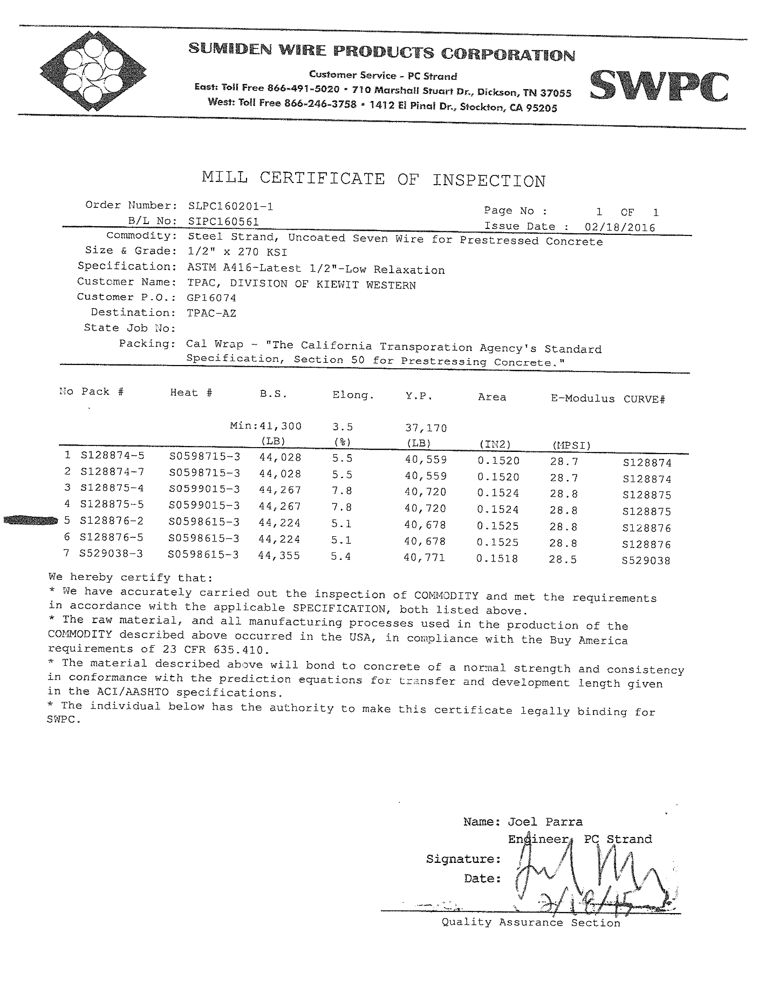 SUMIDEN WIRE PRODUCTS CORPORATION
Customer Service - PC Strand
East: Toll Free 866-491-5020 • 710 Marshall Stuart Dr., Dickson, TN 37055
West: Toll Free 866-246-3758 • 1412 El Pinal Dr., Stockton, CA 95205
SWPC
MILL CERTIFICATE OF INSPECTION
Order Number: SLPC160201-1 Page No : 1 OF 1
B/L No: SIPC160561 Issue Date : 02/18/2016
Commodity: Steel Strand, Uncoated Seven Wire for Prestressed Concrete
Size & Grade: 1/2" x 270 KSI
Specification: ASTM A416-Latest 1/2"-Low Relaxation
Customer Name: TPAC, DIVISION OF KIEWIT WESTERN
Customer P.O.: GP16074
Destination: TPAC-AZ
State Job No:
Packing: Cal Wrap - "The California Transporation Agency's Standard
Specification, Section 50 for Prestressing Concrete."
No Pack # Heat # B.S. Elong. Y.P. Area E-Modulus CURVE#
Min:41,300 3.5 37,170
(LB) (%) (LB) (IN2) (MPSI)
1 S128874-5 S0598715-3 44,028 5.5 40,559 0.1520 28.7 S128874
2 S128874-7 S0598715-3 44,028 5.5 40,559 0.1520 28.7 S128874
3 S128875-4 S0599015-3 44,267 7.8 40,720 0.1524 28.8 S128875
4 S128875-5 S0599015-3 44,267 7.8 40,720 0.1524 28.8 S128875
5 S128876-2 S0598615-3 44,224 5.1 40,678 0.1525 28.8 S128876
6 S128876-5 S0598615-3 44,224 5.1 40,678 0.1525 28.8 S128876
7 S529038-3 S0598615-3 44,355 5.4 40,771 0.1518 28.5 S529038
We hereby certify that:
* We have accurately carried out the inspection of COMMODITY and met the requirements
in accordance with the applicable SPECIFICATION, both listed above.
* The raw material, and all manufacturing processes used in the production of the
COMMODITY described above occurred in the USA, in compliance with the Buy America
requirements of 23 CFR 635.410.
* The material described above will bond to concrete of a normal strength and consistency
in conformance with the prediction equations for transfer and development length given
in the ACI/AASHTO specifications.
* The individual below has the authority to make this certificate legally binding for
SWPC.
Name: Joel Parra
Engineer, PC Strand
Signature:
Date: 2/18/15
Quality Assurance Section